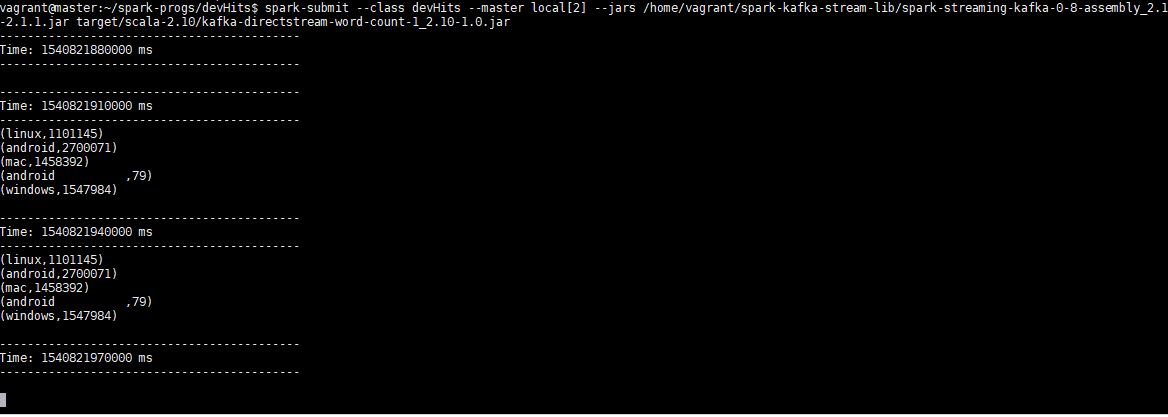 vagrant@master:~/spark-progs/devHits$ spark-submit --class devHits --master local[2] --jars /home/vagrant/spark-kafka-stream-lib/spark-streaming-kafka-0-8-assembly_2.1
-2.1.1.jar target/scala-2.10/kafka-directstream-word-count-1_2.10-1.0.jar
-------------------------------------------
Time: 1540821880000 ms
-------------------------------------------

-------------------------------------------
Time: 1540821910000 ms
-------------------------------------------
(linux,1101145)
(android,2700071)
(mac,1458392)
(android          ,79)
(windows,1547984)

-------------------------------------------
Time: 1540821940000 ms
-------------------------------------------
(linux,1101145)
(android,2700071)
(mac,1458392)
(android          ,79)
(windows,1547984)

-------------------------------------------
Time: 1540821970000 ms
-------------------------------------------